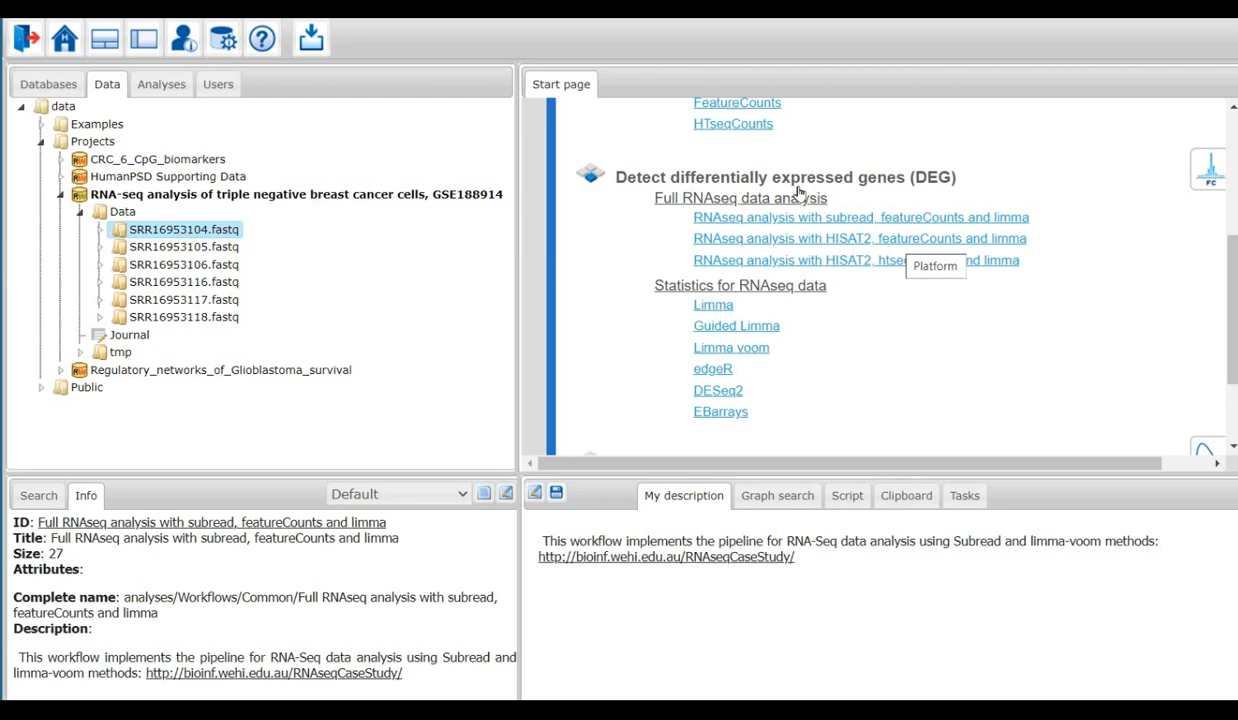 Databases Data Analyses Users
data
Examples
Projects
CRC_6_CpG_biomarkers
HumanPSD Supporting Data
RNA-seq analysis of triple negative breast cancer cells, GSE188914
Data
SRR16953104.fastq
SRR16953105.fastq
SRR16953106.fastq
SRR16953116.fastq
SRR16953117.fastq
SRR16953118.fastq
Journal
tmp
Regulatory_networks_of_Glioblastoma_survival
Public
Start page
FeatureCounts
HTseqCounts
FC
Detect differentially expressed genes (DEG)
Full RNAseq data analysis
RNAseq analysis with subread, featureCounts and limma
RNAseq analysis with HISAT2, featureCounts and limma
RNAseq analysis with HISAT2, htse nd limma
Platform
Statistics for RNAseq data
Limma
Guided Limma
Limma voom
edgeR
DESeq2
EBarrays
Search Info Default
ID: Full RNAseq analysis with subread, featureCounts and limma
Title: Full RNAseq analysis with subread, featureCounts and limma
Size: 27
Attributes:
Complete name: analyses/Workflows/Common/Full RNAseq analysis with subread,
featureCounts and limma
Description:
This workflow implements the pipeline for RNA-Seq data analysis using Subread and
limma-voom methods: http://bioinf.wehi.edu.au/RNAseqCaseStudy/
My description Graph search Script Clipboard Tasks
This workflow implements the pipeline for RNA-Seq data analysis using Subread and limma-voom methods:
http://bioinf.wehi.edu.au/RNAseqCaseStudy/